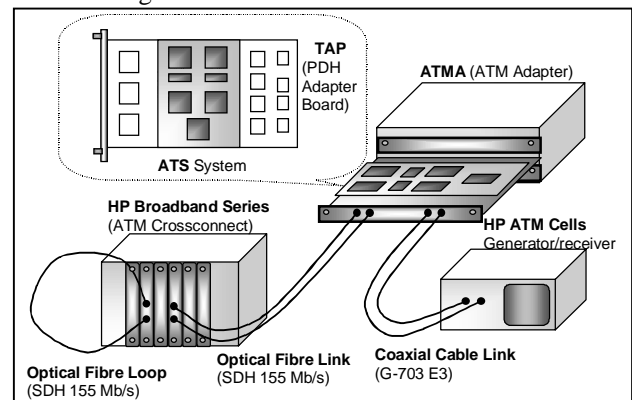 TAP
(PDH
Adapter
Board)
ATS System
ATMA (ATM Adapter)
HP Broadband Series
(ATM Crossconnect)
HP ATM Cells
Generator/receiver
Optical Fibre Loop
(SDH 155 Mb/s)
Optical Fibre Link
(SDH 155 Mb/s)
Coaxial Cable Link
(G-703 E3)